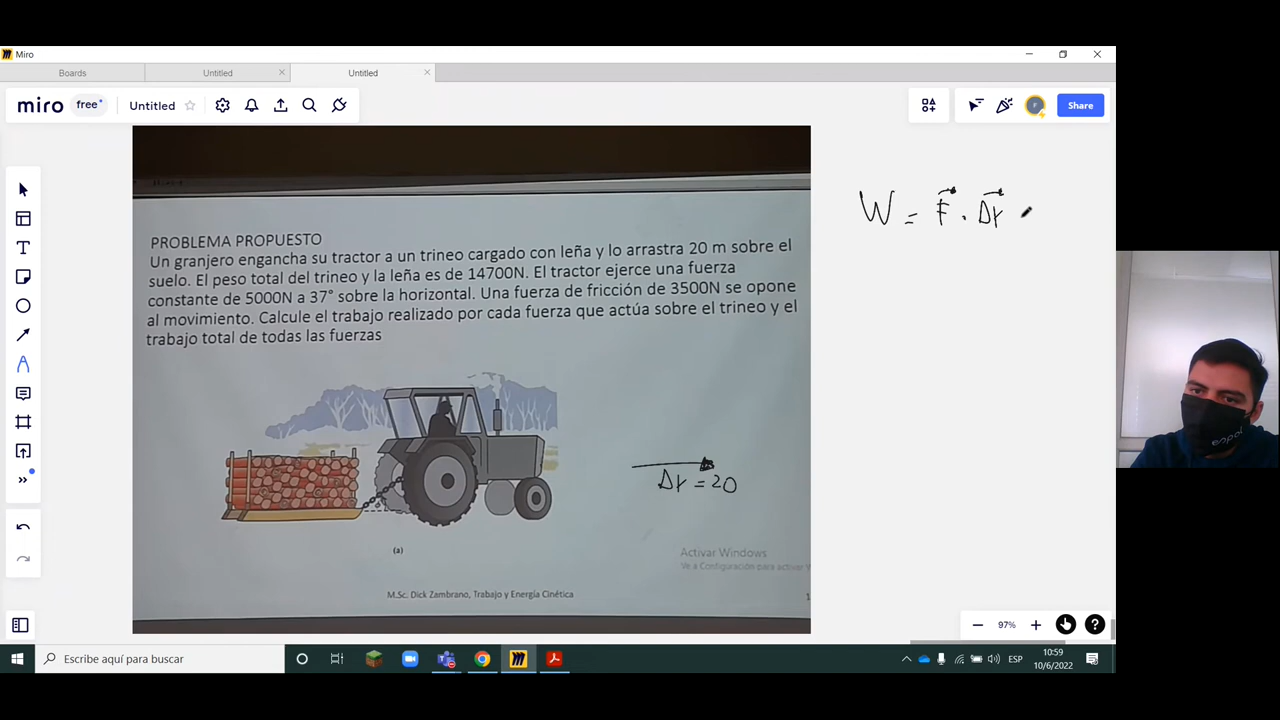 Miro
Boards
Untitled
Untitled
miro
free
Untitled
Share
PROBLEMA PROPUESTO
Un granjero engancha su tractor a un trineo cargado con leña y lo arrastra 20 m sobre el
suelo. El peso total del trineo y la leña es de 14700N. El tractor ejerce una fuerza
constante de 5000N a 37° sobre la horizontal. Una fuerza de fricción de 3500N se opone
al movimiento. Calcule el trabajo realizado por cada fuerza que actúa sobre el trineo y el
trabajo total de todas las fuerzas
W = F . Δr
Δr = 20
(a)
Activar Windows
Ve a Configuración para activar W
M.Sc. Dick Zambrano, Trabajo y Energía Cinética
1
97%
Escribe aquí para buscar
ESP
10:59
10/6/2022